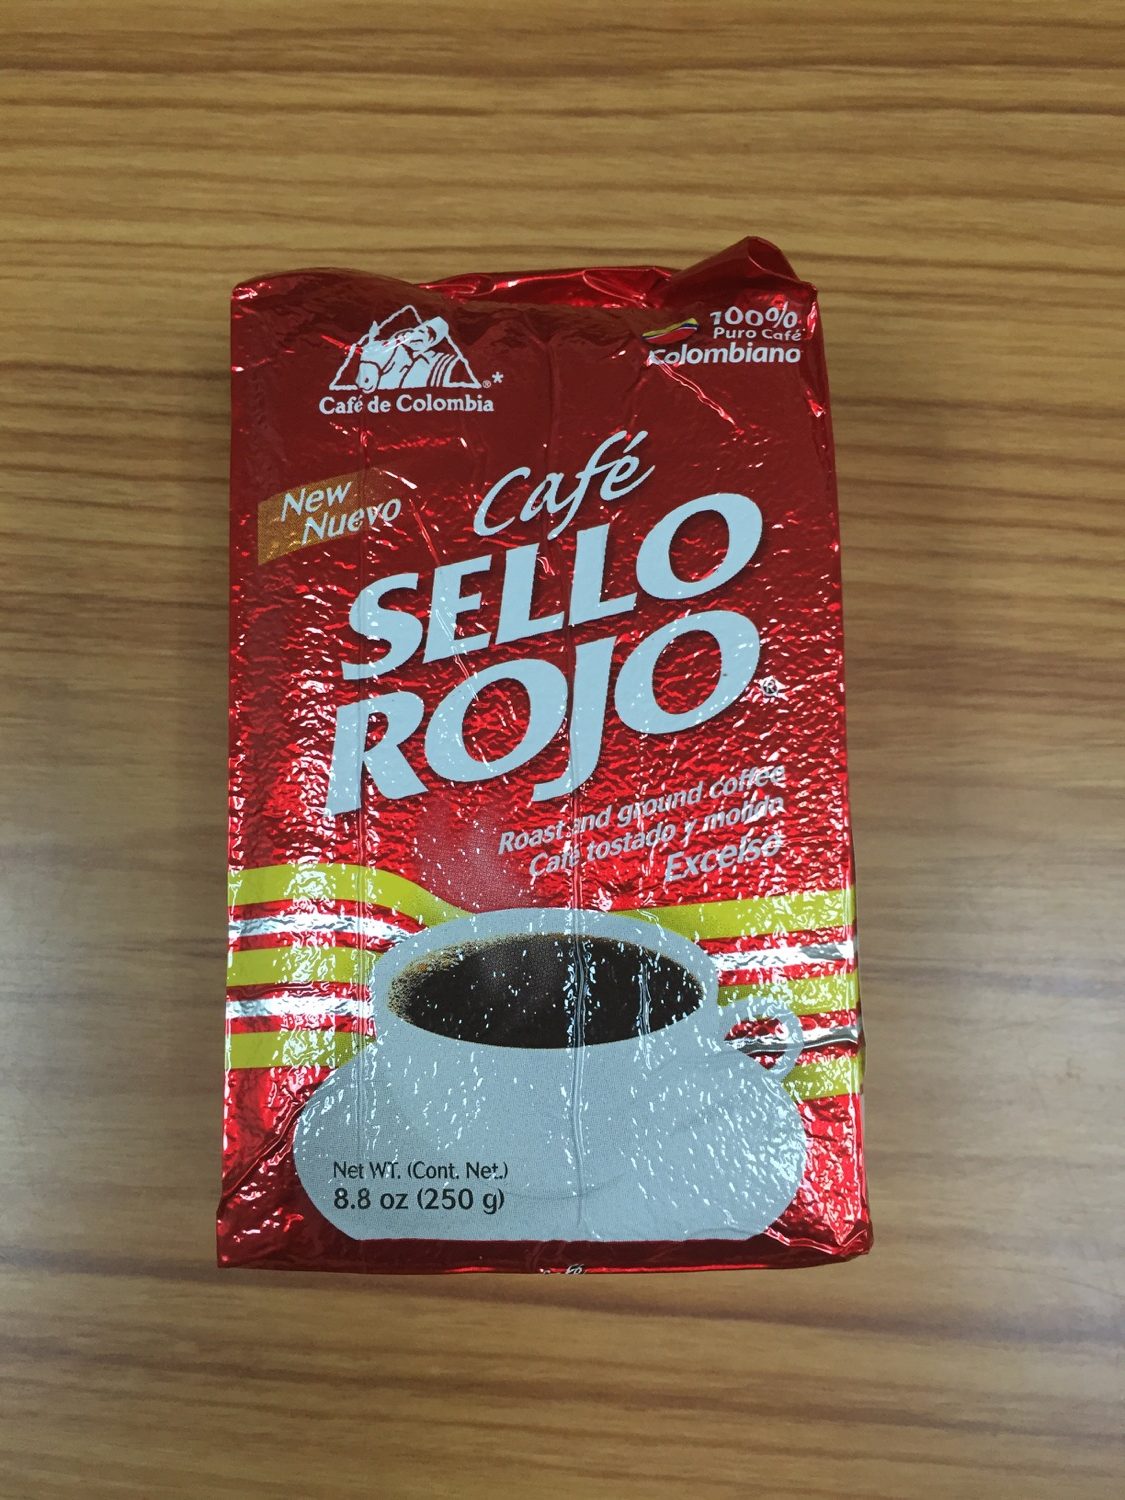 Café de Colombia
®*
100%
Puro Café
Colombiano
New
Nuevo
Café
SELLO
ROJO
®
Roast and ground coffee
Café tostado y molido
Excelso
Net WT. (Cont. Net.)
8.8 oz (250 g)